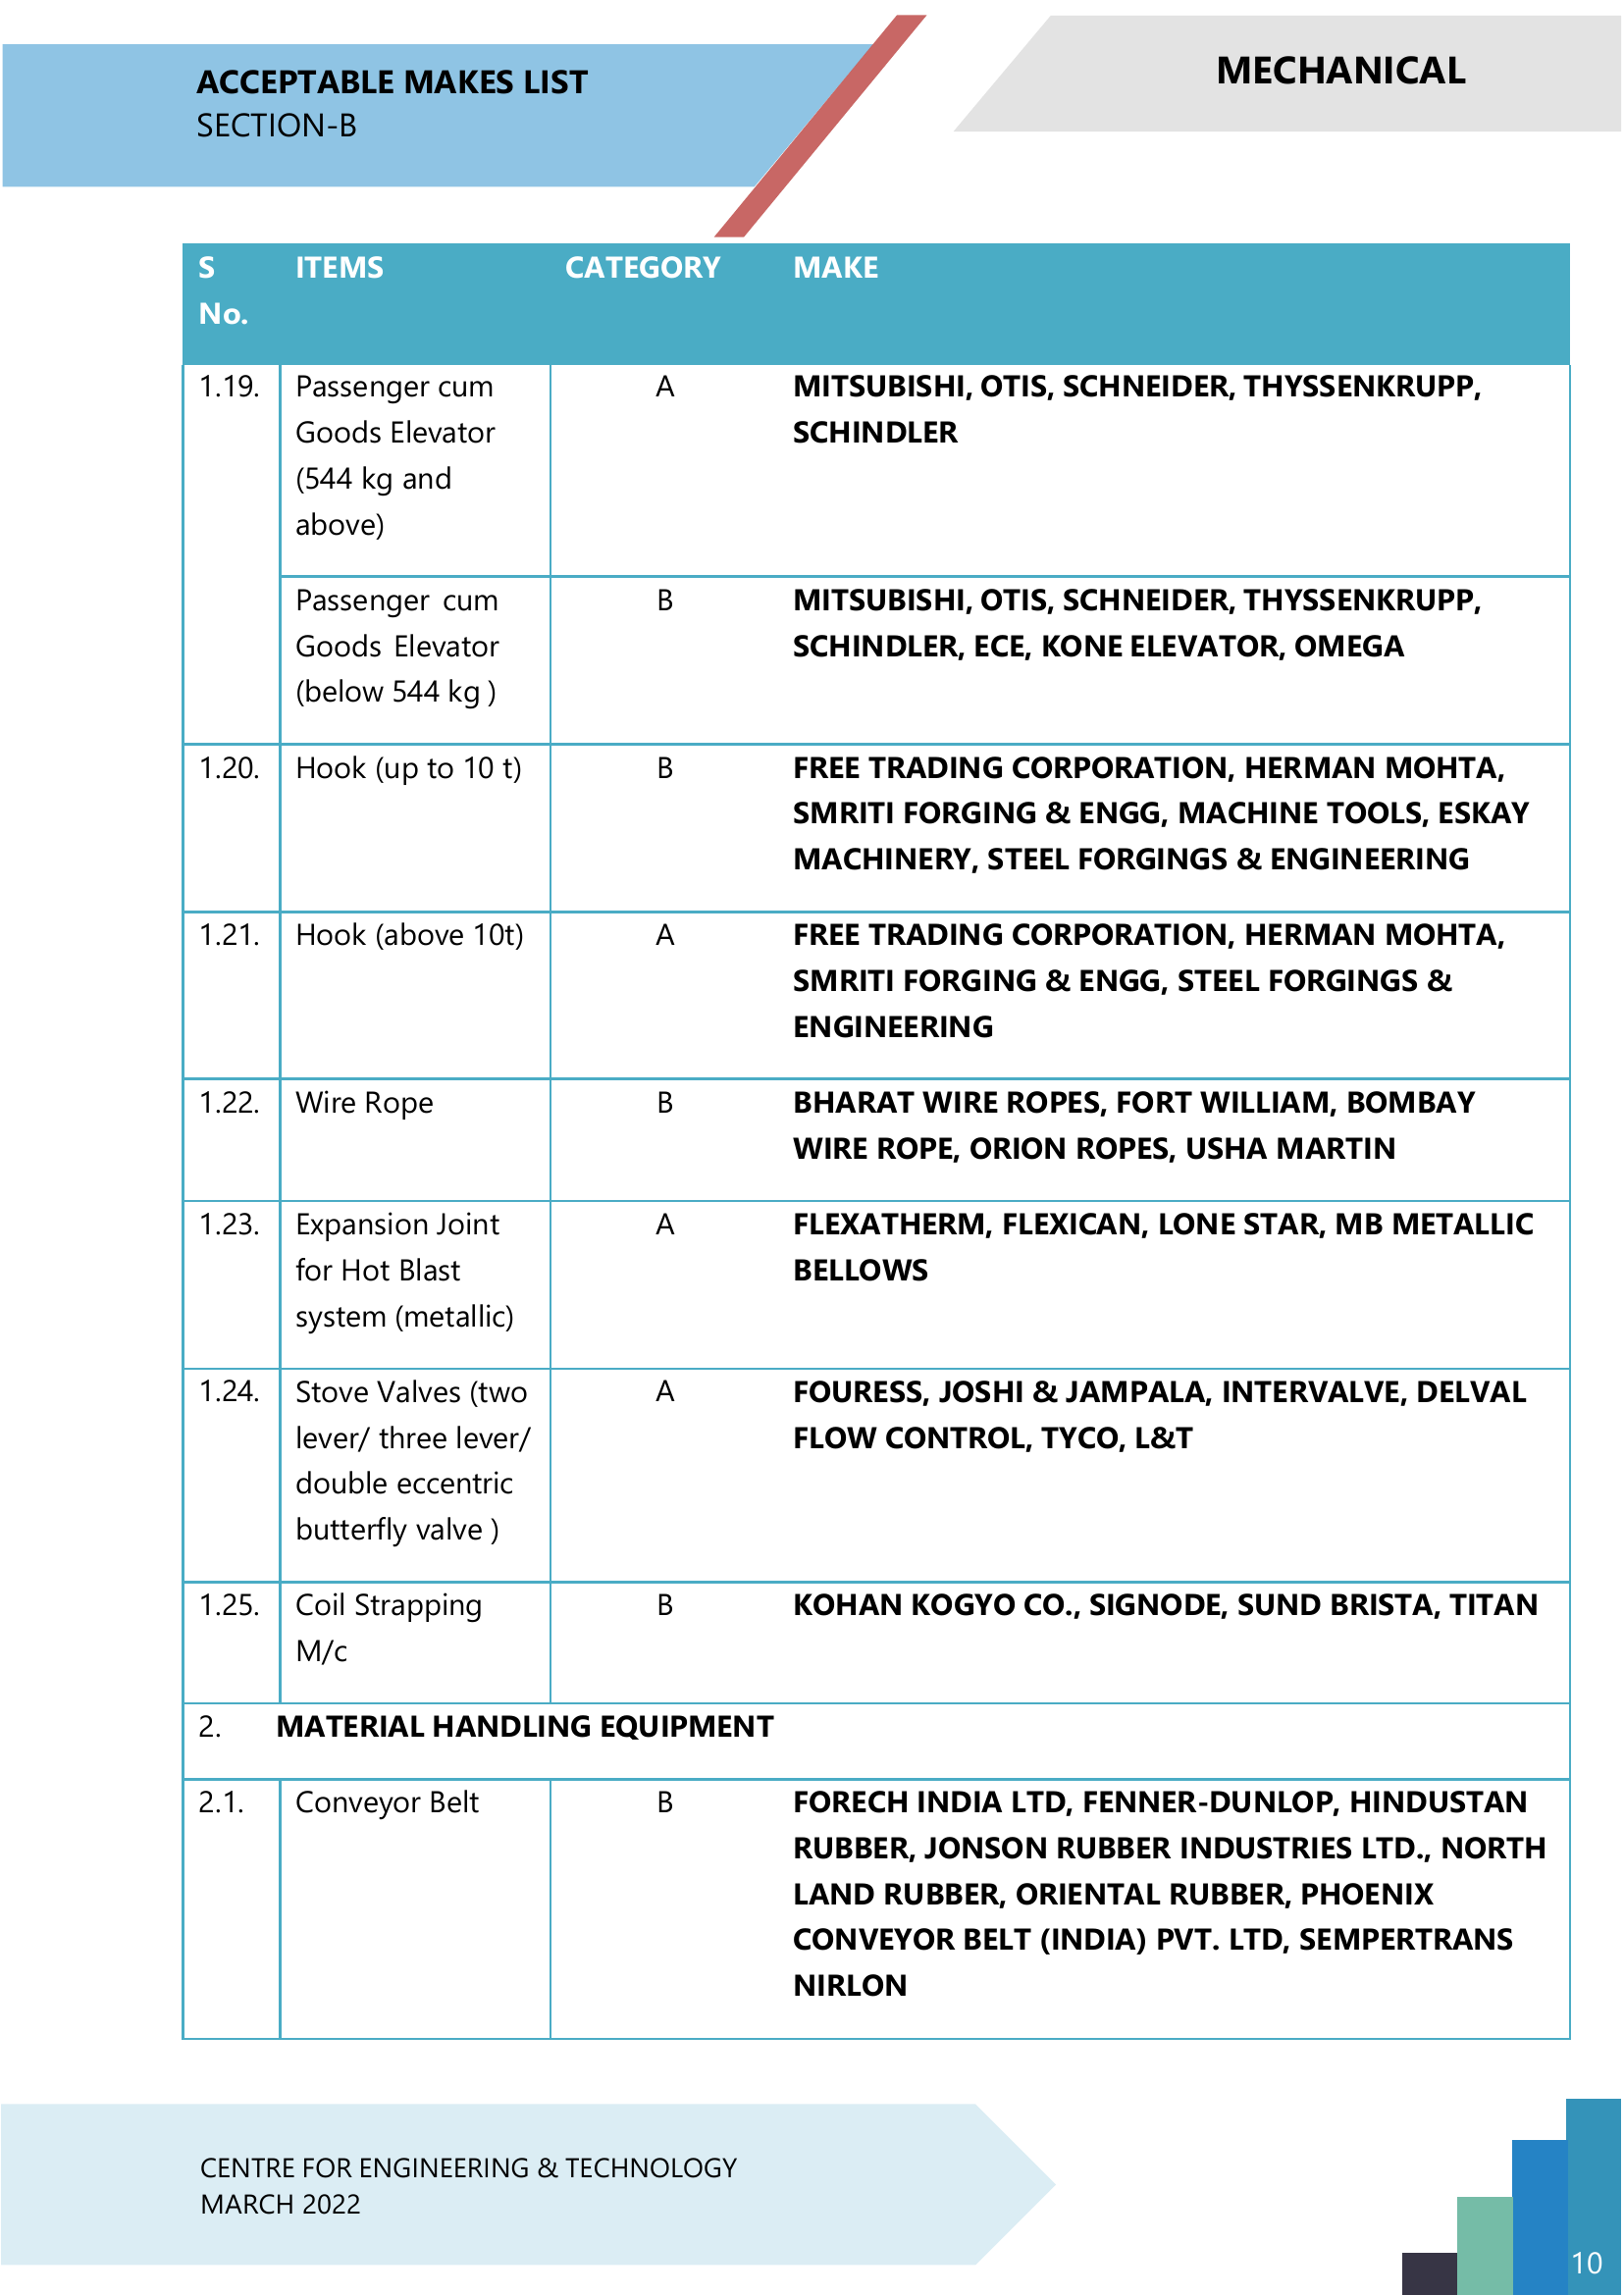 ACCEPTABLE MAKES LIST
SECTION-B
MECHANICAL
S
No.
ITEMS
CATEGORY
MAKE
1.19.
Passenger cum
Goods Elevator
(544 kg and
above)
A
MITSUBISHI, OTIS, SCHNEIDER, THYSSENKRUPP,
SCHINDLER
Passenger cum
Goods Elevator
(below 544 kg )
B
MITSUBISHI, OTIS, SCHNEIDER, THYSSENKRUPP,
SCHINDLER, ECE, KONE ELEVATOR, OMEGA
1.20.
Hook (up to 10 t)
B
FREE TRADING CORPORATION, HERMAN MOHTA,
SMRITI FORGING & ENGG, MACHINE TOOLS, ESKAY
MACHINERY, STEEL FORGINGS & ENGINEERING
1.21.
Hook (above 10t)
A
FREE TRADING CORPORATION, HERMAN MOHTA,
SMRITI FORGING & ENGG, STEEL FORGINGS &
ENGINEERING
1.22.
Wire Rope
B
BHARAT WIRE ROPES, FORT WILLIAM, BOMBAY
WIRE ROPE, ORION ROPES, USHA MARTIN
1.23.
Expansion Joint
for Hot Blast
system (metallic)
A
FLEXATHERM, FLEXICAN, LONE STAR, MB METALLIC
BELLOWS
1.24.
Stove Valves (two
lever/ three lever/
double eccentric
butterfly valve )
A
FOURESS, JOSHI & JAMPALA, INTERVALVE, DELVAL
FLOW CONTROL, TYCO, L&T
1.25.
Coil Strapping
M/c
B
KOHAN KOGYO CO., SIGNODE, SUND BRISTA, TITAN
2. MATERIAL HANDLING EQUIPMENT
2.1.
Conveyor Belt
B
FORECH INDIA LTD, FENNER-DUNLOP, HINDUSTAN
RUBBER, JONSON RUBBER INDUSTRIES LTD., NORTH
LAND RUBBER, ORIENTAL RUBBER, PHOENIX
CONVEYOR BELT (INDIA) PVT. LTD, SEMPERTRANS
NIRLON
CENTRE FOR ENGINEERING & TECHNOLOGY
MARCH 2022
10